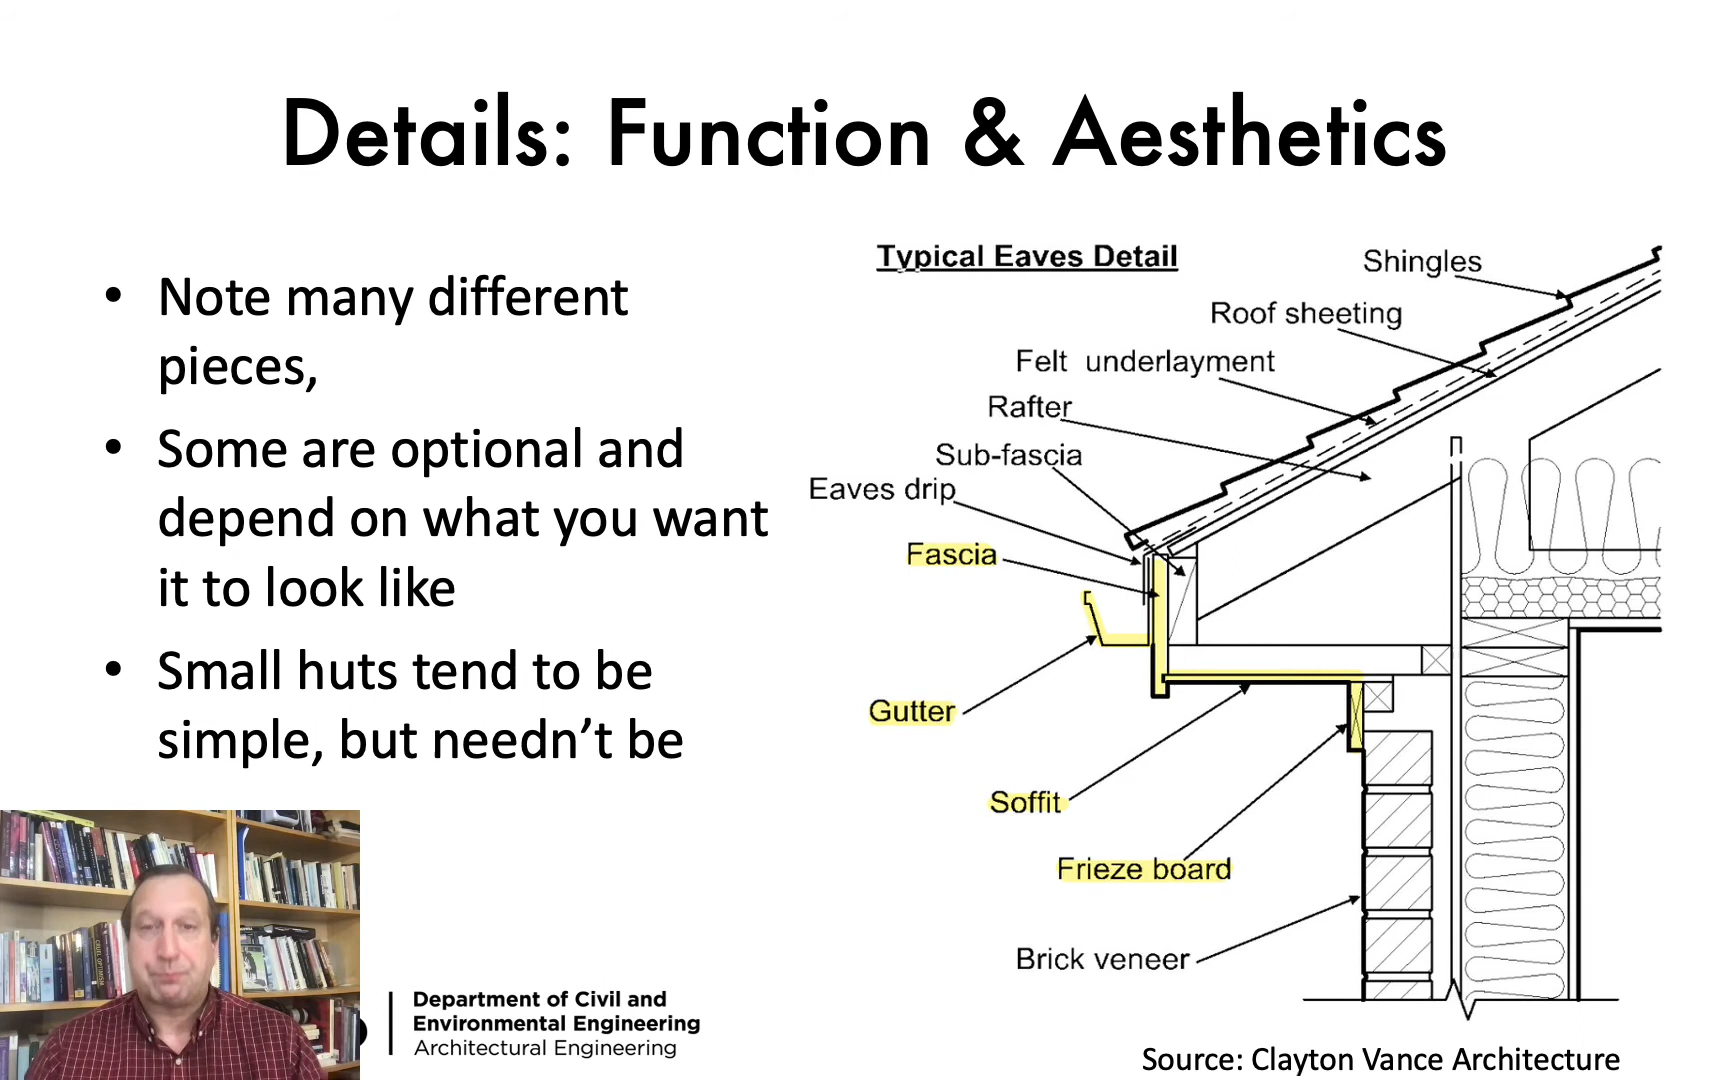 Details: Function & Aesthetics
• Note many different
pieces,
• Some are optional and
depend on what you want
it to look like
• Small huts tend to be
simple, but needn’t be
Typical Eaves Detail
Shingles
Roof sheeting
Felt underlayment
Rafter
Sub-fascia
Eaves drip
Fascia
Gutter
Soffit
Frieze board
Brick veneer
Department of Civil and
Environmental Engineering
Architectural Engineering
Source: Clayton Vance Architecture